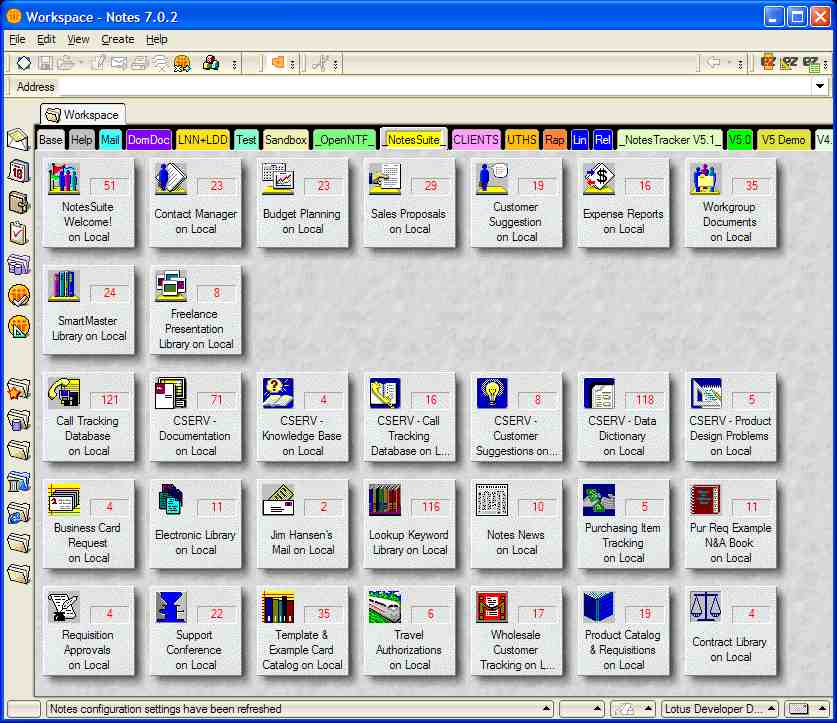 Workspace - Notes 7.0.2
File Edit View Create Help
Address
Workspace
Base Help Mail DomDoc LNN+LDD Test Sandbox _OpenNTF_ _NotesSuite_ CLIENTS UTHS Rap Lin Rel _NotesTracker V5.1_ V5.0 V5 Demo V4.
51 23 23 29 19 16 35
NotesSuite Welcome! on Local
Contact Manager on Local
Budget Planning on Local
Sales Proposals on Local
Customer Suggestion on Local
Expense Reports on Local
Workgroup Documents on Local
24 8
SmartMaster Library on Local
Freelance Presentation Library on Local
121 71 4 16 8 118 5
Call Tracking Database on Local
CSERV - Documentation on Local
CSERV - Knowledge Base on Local
CSERV - Call Tracking Database on L...
CSERV - Customer Suggestions on...
CSERV - Data Dictionary on Local
CSERV - Product Design Problems on Local
4 11 2 116 10 5 11
Business Card Request on Local
Electronic Library on Local
Jim Hansen's Mail on Local
Lookup Keyword Library on Local
Notes News on Local
Purchasing Item Tracking on Local
Pur Req Example N&A Book on Local
4 22 35 6 17 19 4
Requisition Approvals on Local
Support Conference on Local
Template & Example Card Catalog on Local
Travel Authorizations on Local
Wholesale Customer Tracking on L...
Product Catalog & Requisitions on Local
Contract Library on Local
Notes configuration settings have been refreshed
Lotus Developer D...